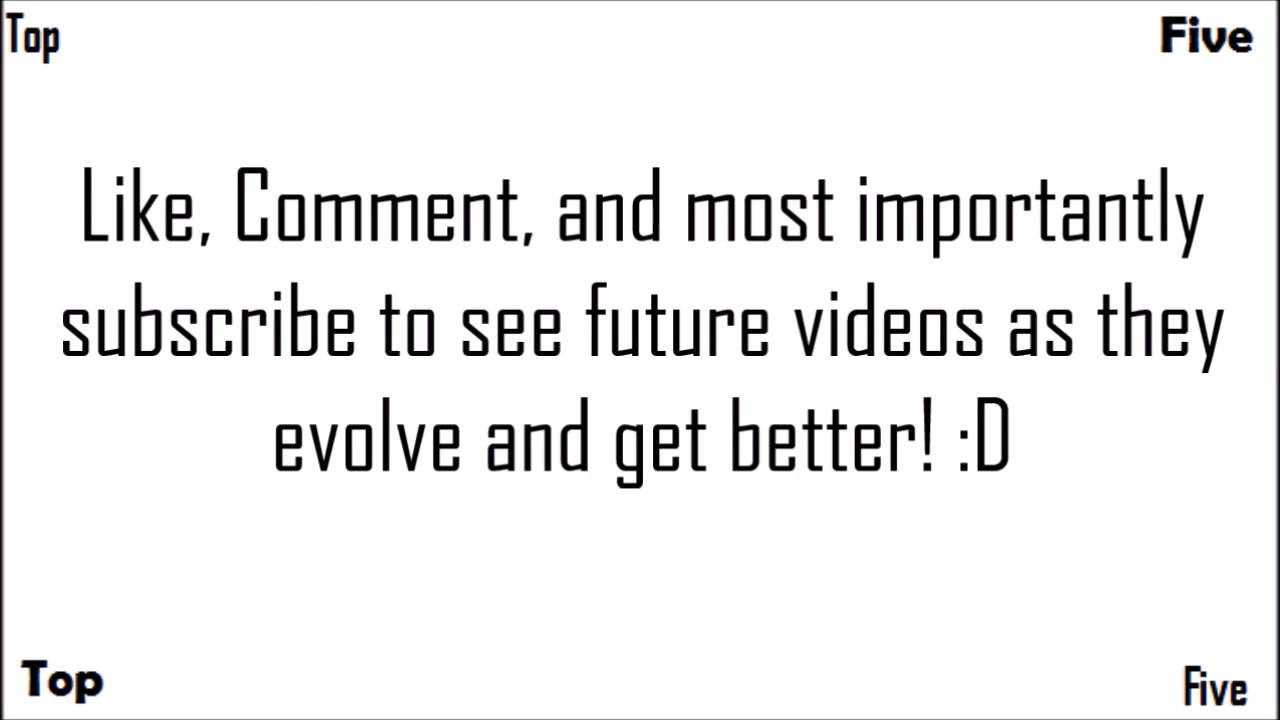 Top
Five
Like, Comment, and most importantly
subscribe to see future videos as they
evolve and get better! :D
Top
Five